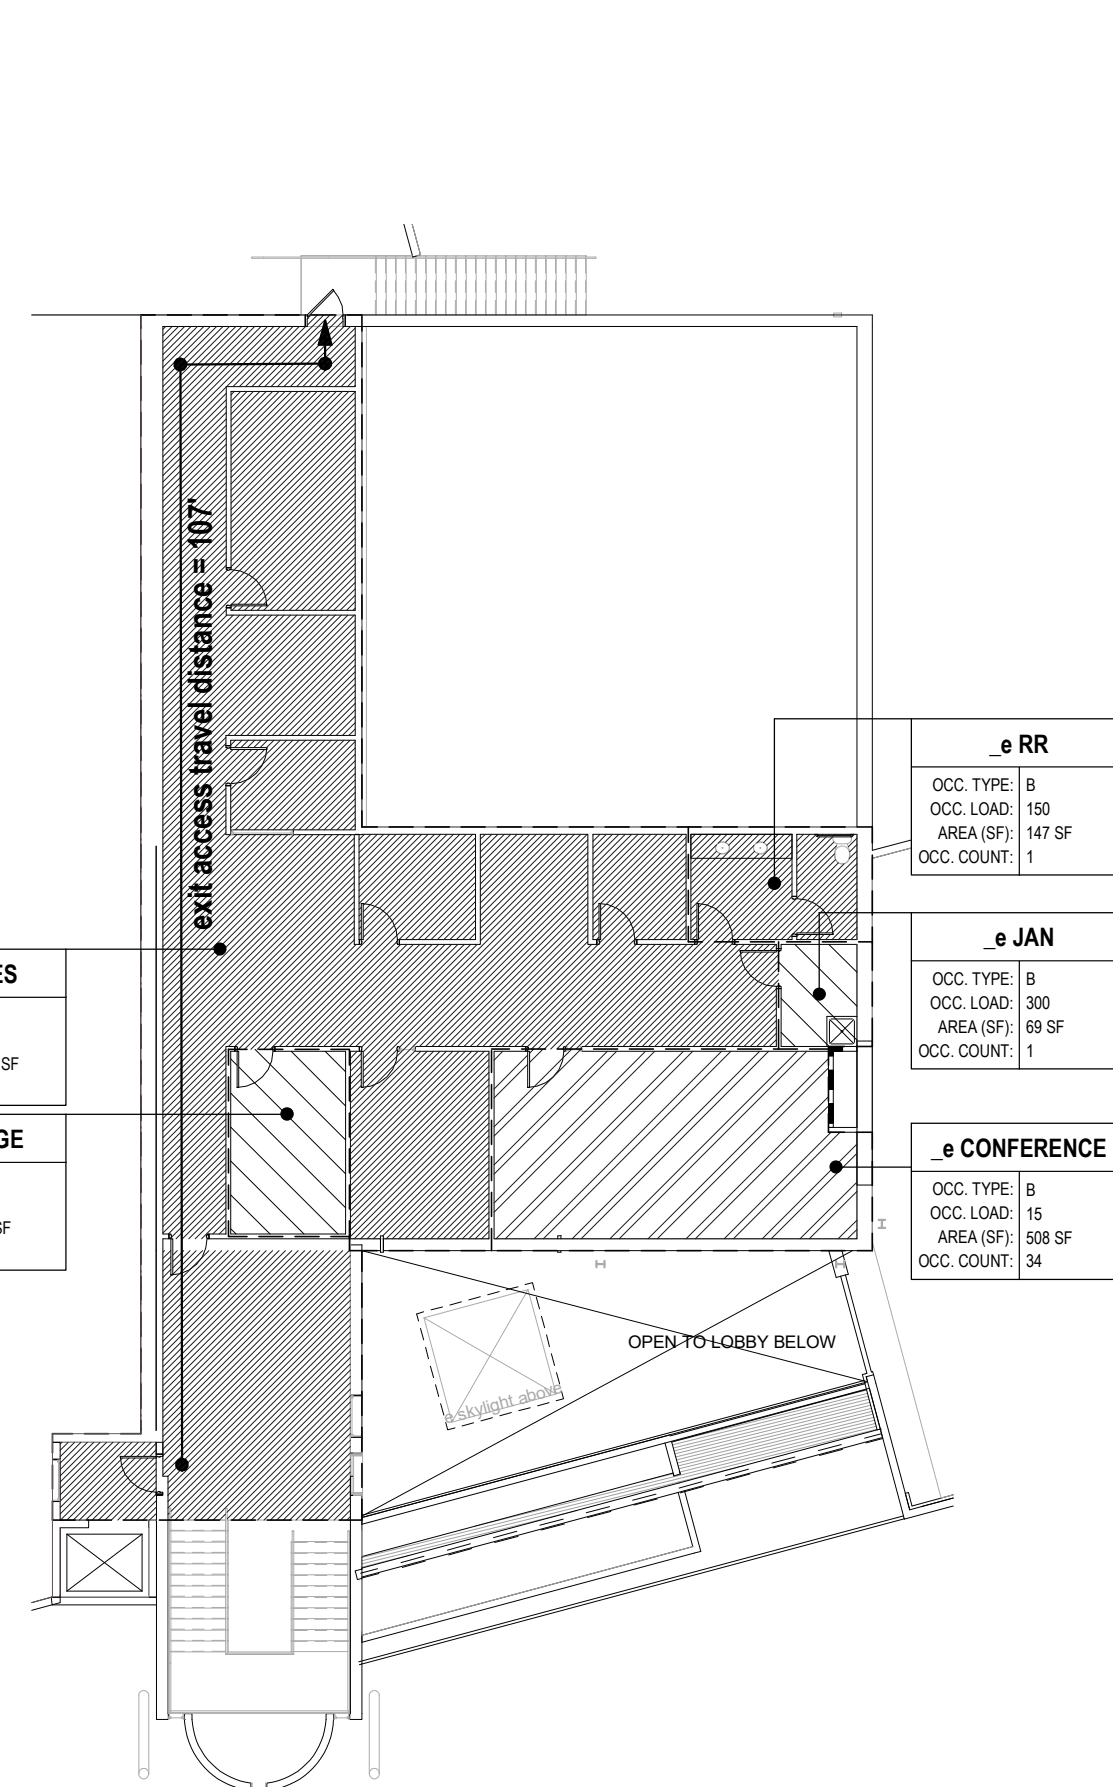 exit access travel distance = 107'
_e RR
OCC. TYPE: B
OCC. LOAD: 150
AREA (SF): 147 SF
OCC. COUNT: 1
_e JAN
OCC. TYPE: B
OCC. LOAD: 300
AREA (SF): 69 SF
OCC. COUNT: 1
ES
SF
GE
SF
_e CONFERENCE
OCC. TYPE: B
OCC. LOAD: 15
AREA (SF): 508 SF
OCC. COUNT: 34
OPEN TO LOBBY BELOW
e skylight above